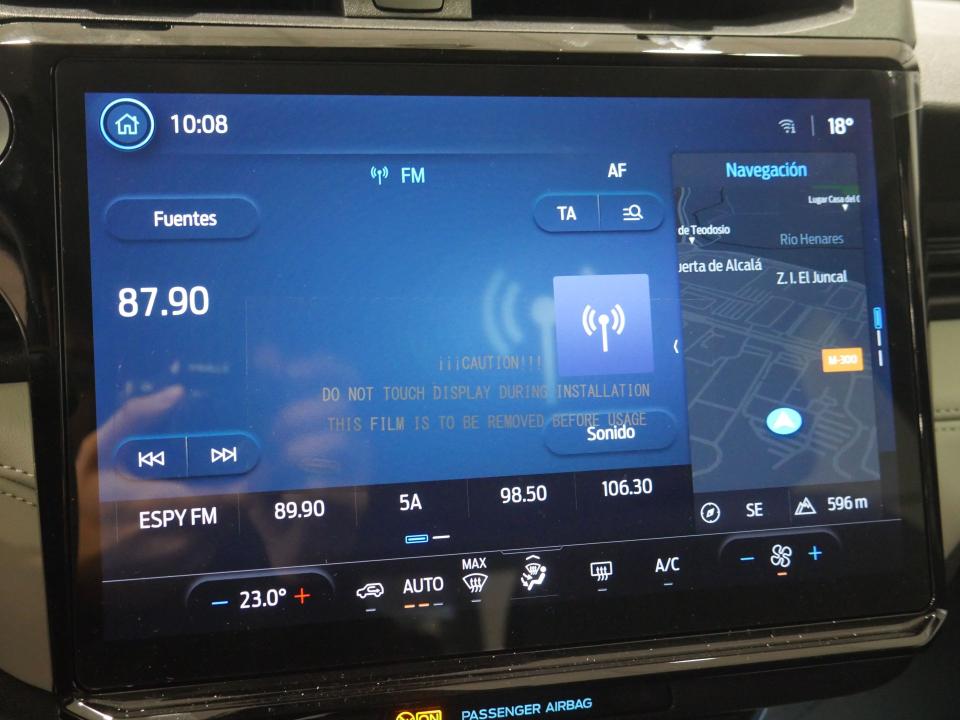 10:08
18°
FM
AF
Navegación
Fuentes
TA
Lugar Casa del
de Teodosio
Río Henares
uerta de Alcalá
Z. I. El Juncal
87.90
M-300
¡¡¡CAUTION!!!
DO NOT TOUCH DISPLAY DURING INSTALLATION
THIS FILM IS TO BE REMOVED BEFORE USAGE
Sonido
ESPY FM
89.90
5A
98.50
106.30
SE
596 m
- 23.0° +
AUTO
MAX
A/C
- +
ON
PASSENGER AIRBAG